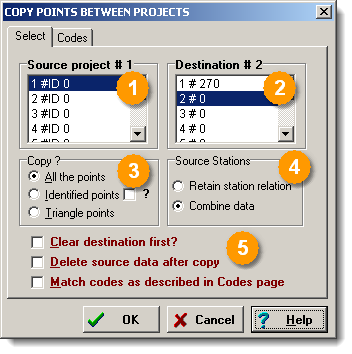 COPY POINTS BETWEEN PROJECTS
Select Codes
Source project # 1
1 #ID 0
2 #ID 0
3 #ID 0
4 #ID 0
1
Destination # 2
1 # 270
2 # 0
3 # 0
4 # 0
2
Copy ?
All the points
Identified points ?
Triangle points
3
Source Stations
Retain station relation
Combine data
4
Clear destination first?
Delete source data after copy
Match codes as described in Codes page
5
OK Cancel ? Help